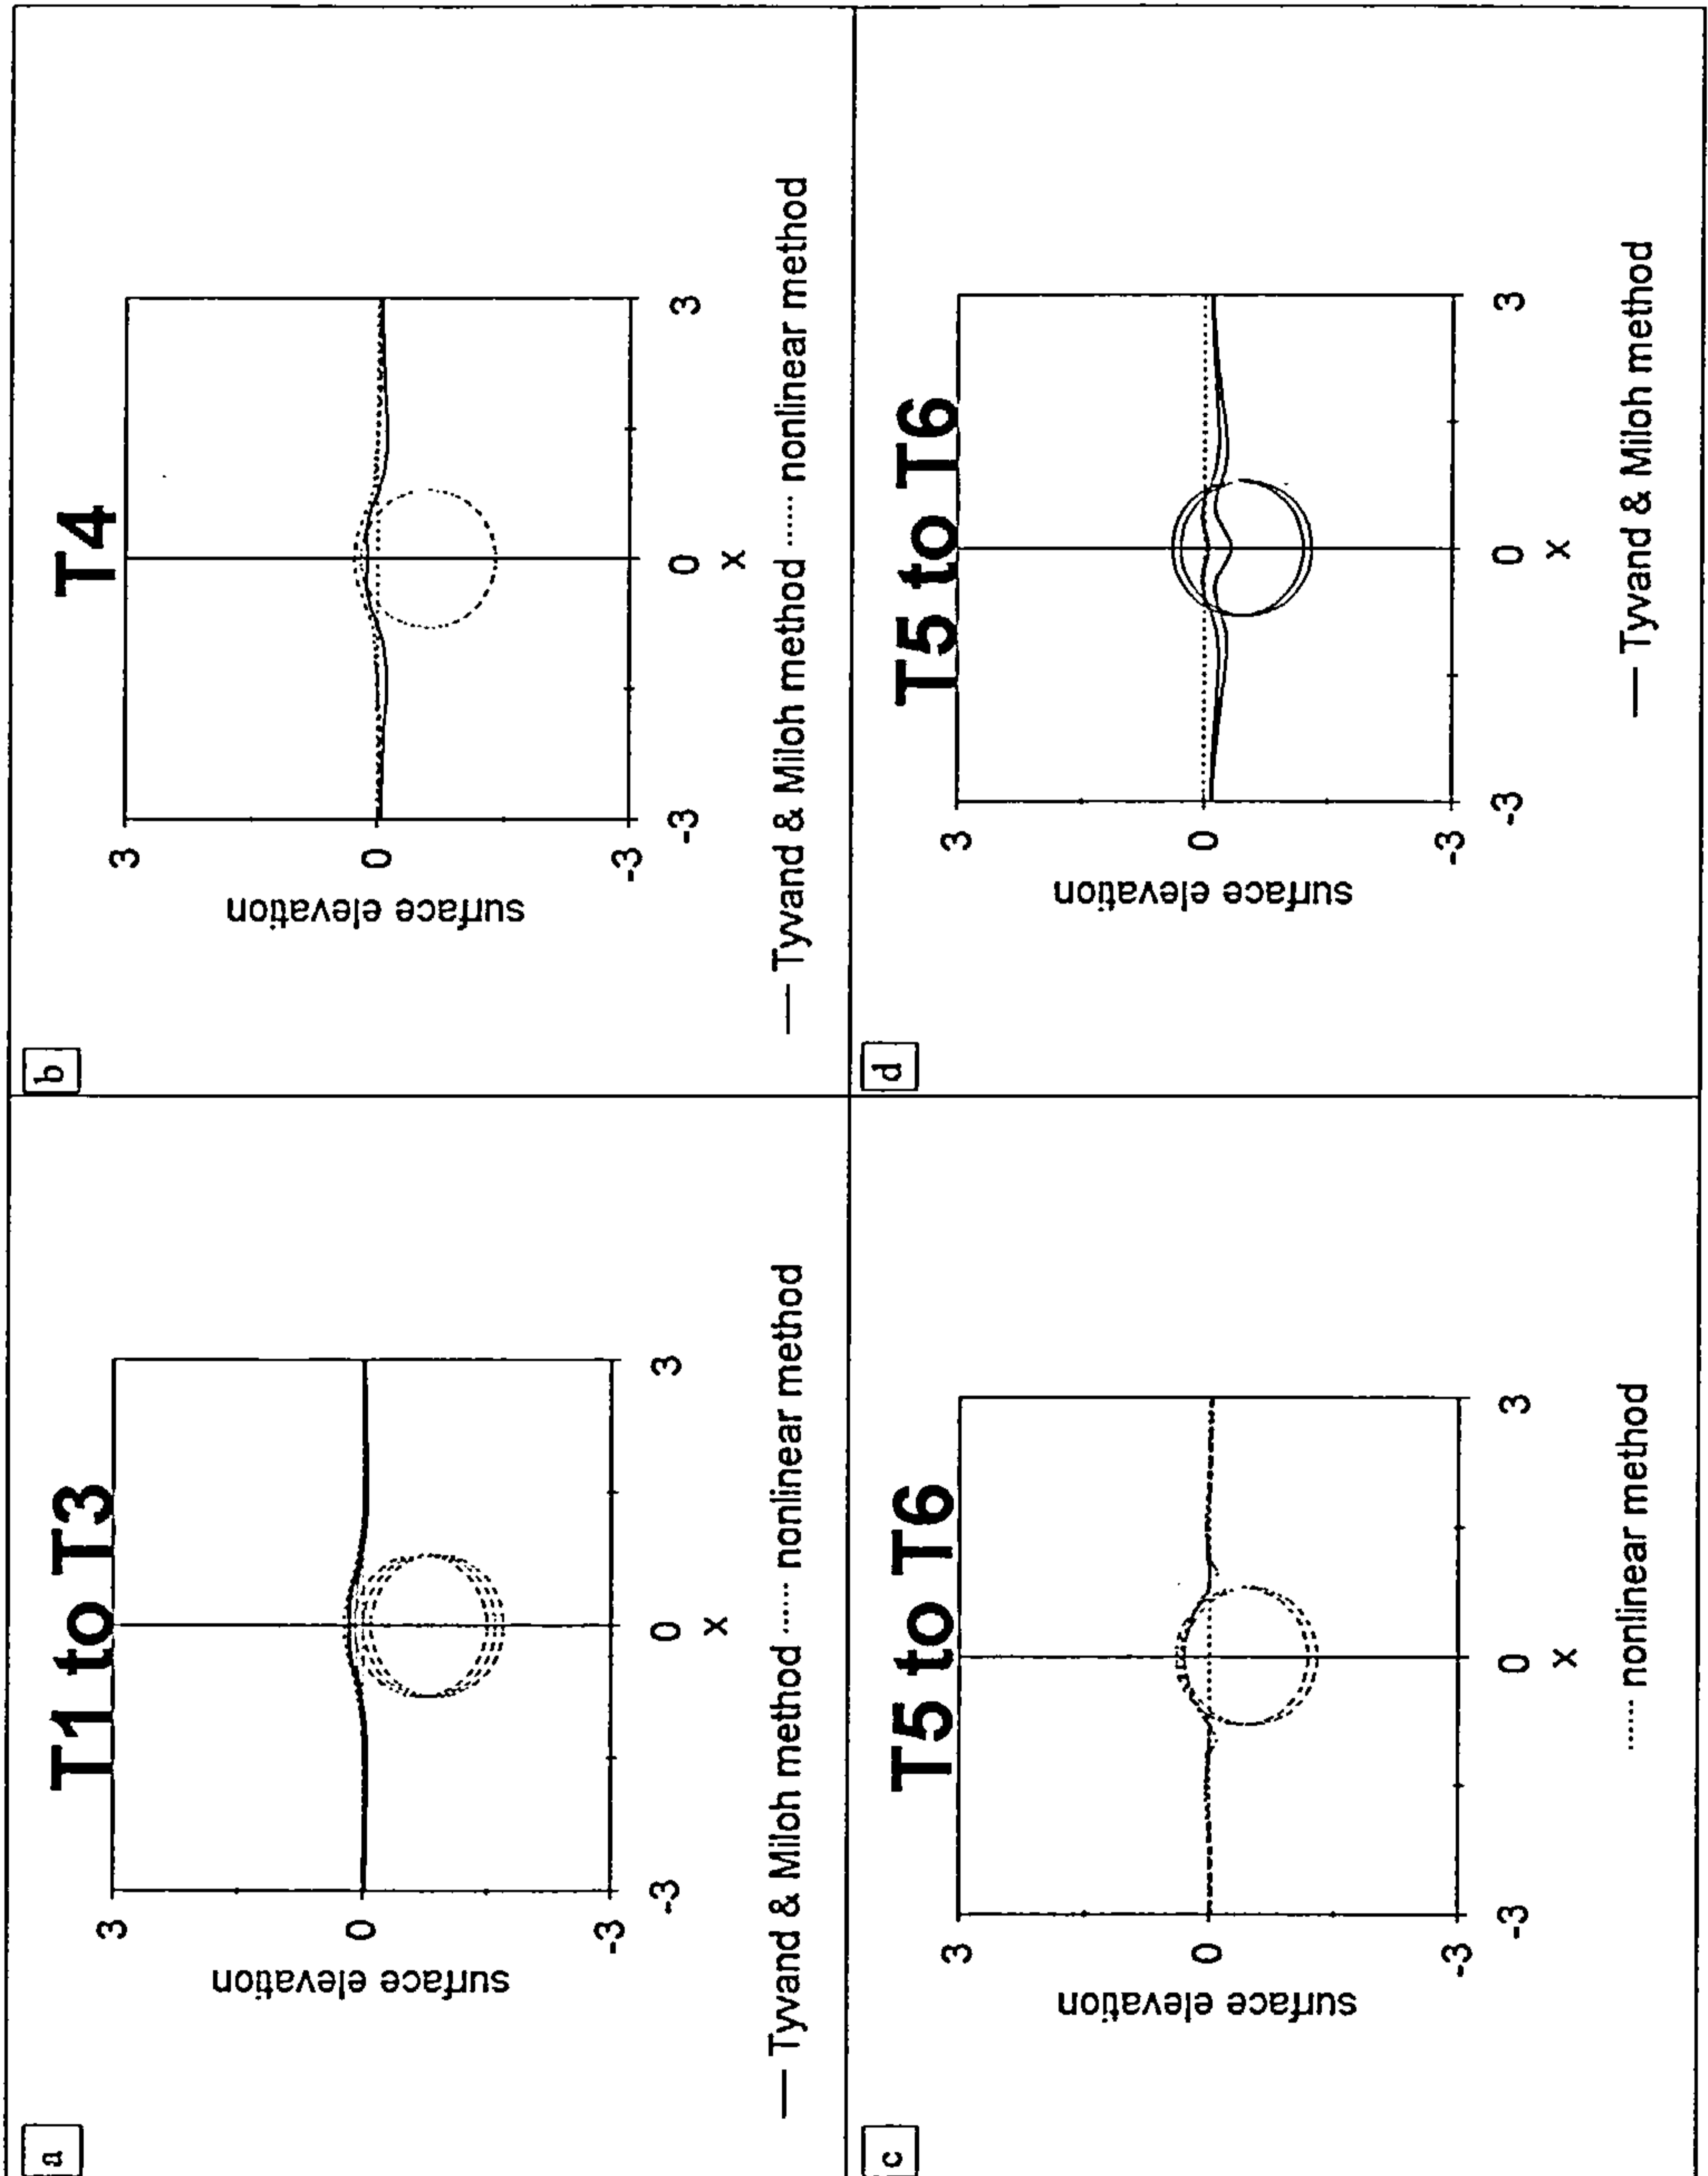 a
T1 to T3
surface elevation
3
0
-3
-3 0 3
x
— Tyvand & Miloh method ...... nonlinear method
b
T4
surface elevation
3
0
-3
-3 0 3
x
— Tyvand & Miloh method ...... nonlinear method
c
T5 to T6
surface elevation
3
0
-3
-3 0 3
x
...... nonlinear method
d
T5 to T6
surface elevation
3
0
-3
-3 0 3
x
— Tyvand & Miloh method